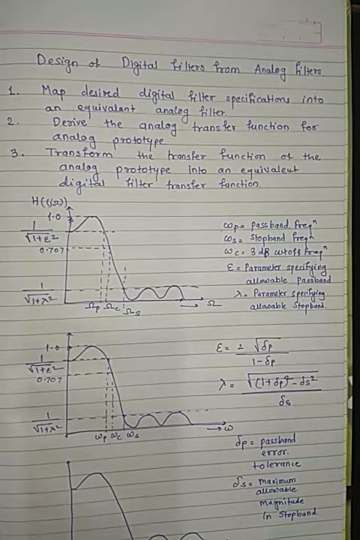 Design of Digital filters from Analog filters.
1. Map desired digital filter specifications into
an equivalent analog filter
2. Derive the analog transfer function for
analog prototype
3. Transform the transfer function of the
analog prototype into an equivalent
digital filter transfer function.
H(jω)
1.0
1/√(1+ε²)
0.707
1/√(1+λ²)
Ωp Ωc Ωs Ω
ωp = passband freqⁿ
ωs = stopband freqⁿ
ωc = 3 dB cutoff freqⁿ
ε = Parameter specifying
allowable passband
λ = Parameter specifying
allowable stopband.
1.0
1/√(1+ε²)
0.707
1/√(1+λ²)
ωp ωc ωs ω
ε = 2 √δp / 1-δp
λ = √((1+δp)² - δs²) / δs
δp = passband
error
tolerance
δs = maximum
allowable
magnitude
in stopband